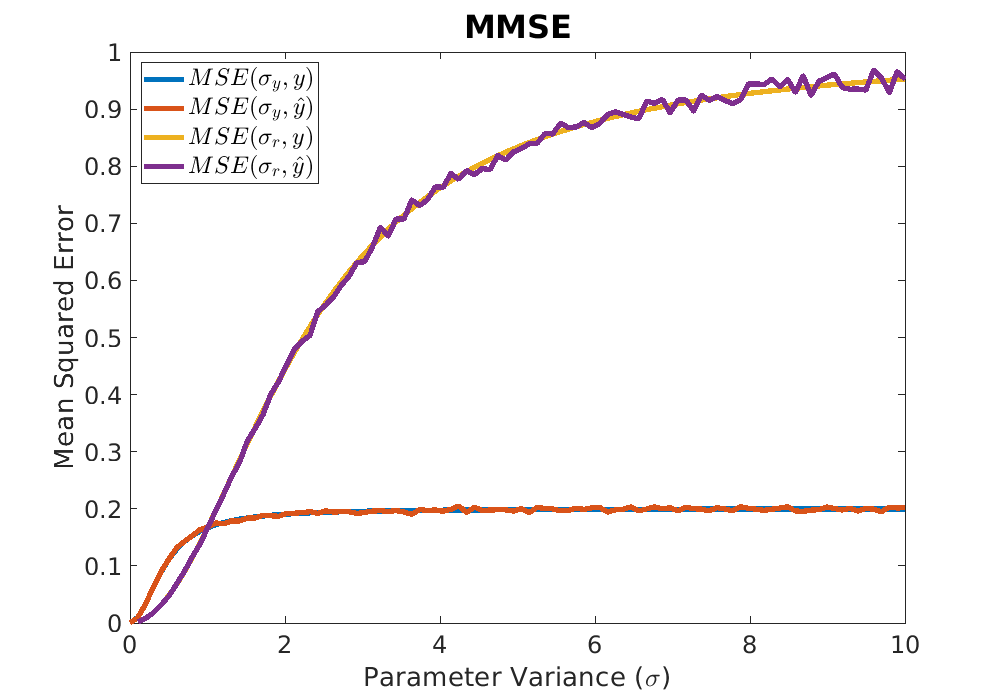 MMSE
MSE(σ_y, y)
MSE(σ_y, ŷ)
MSE(σ_r, y)
MSE(σ_r, ŷ)
Mean Squared Error
1
0.9
0.8
0.7
0.6
0.5
0.4
0.3
0.2
0.1
0
0 2 4 6 8 10
Parameter Variance (σ)